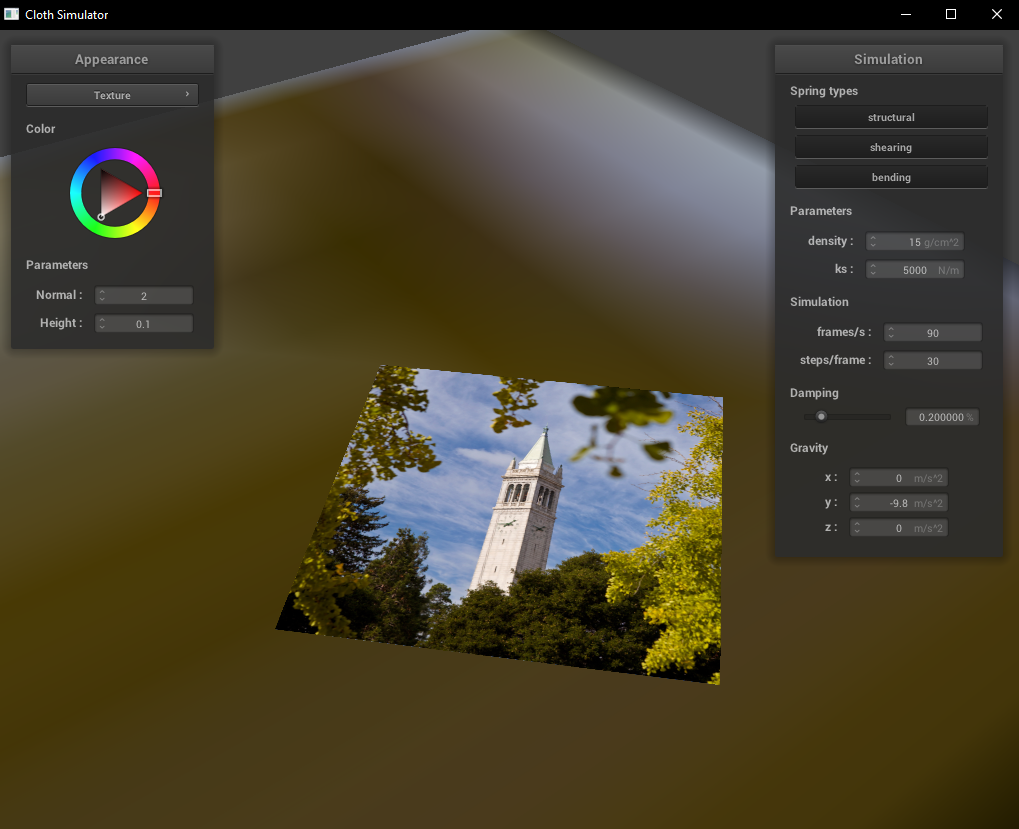 Cloth Simulator
Appearance
Texture
Color
Parameters
Normal : 2
Height : 0.1
Simulation
Spring types
structural
shearing
bending
Parameters
density : 15 g/cm^2
ks : 5000 N/m
Simulation
frames/s : 90
steps/frame : 30
Damping
0.200000 %
Gravity
x : 0 m/s^2
y : -9.8 m/s^2
z : 0 m/s^2